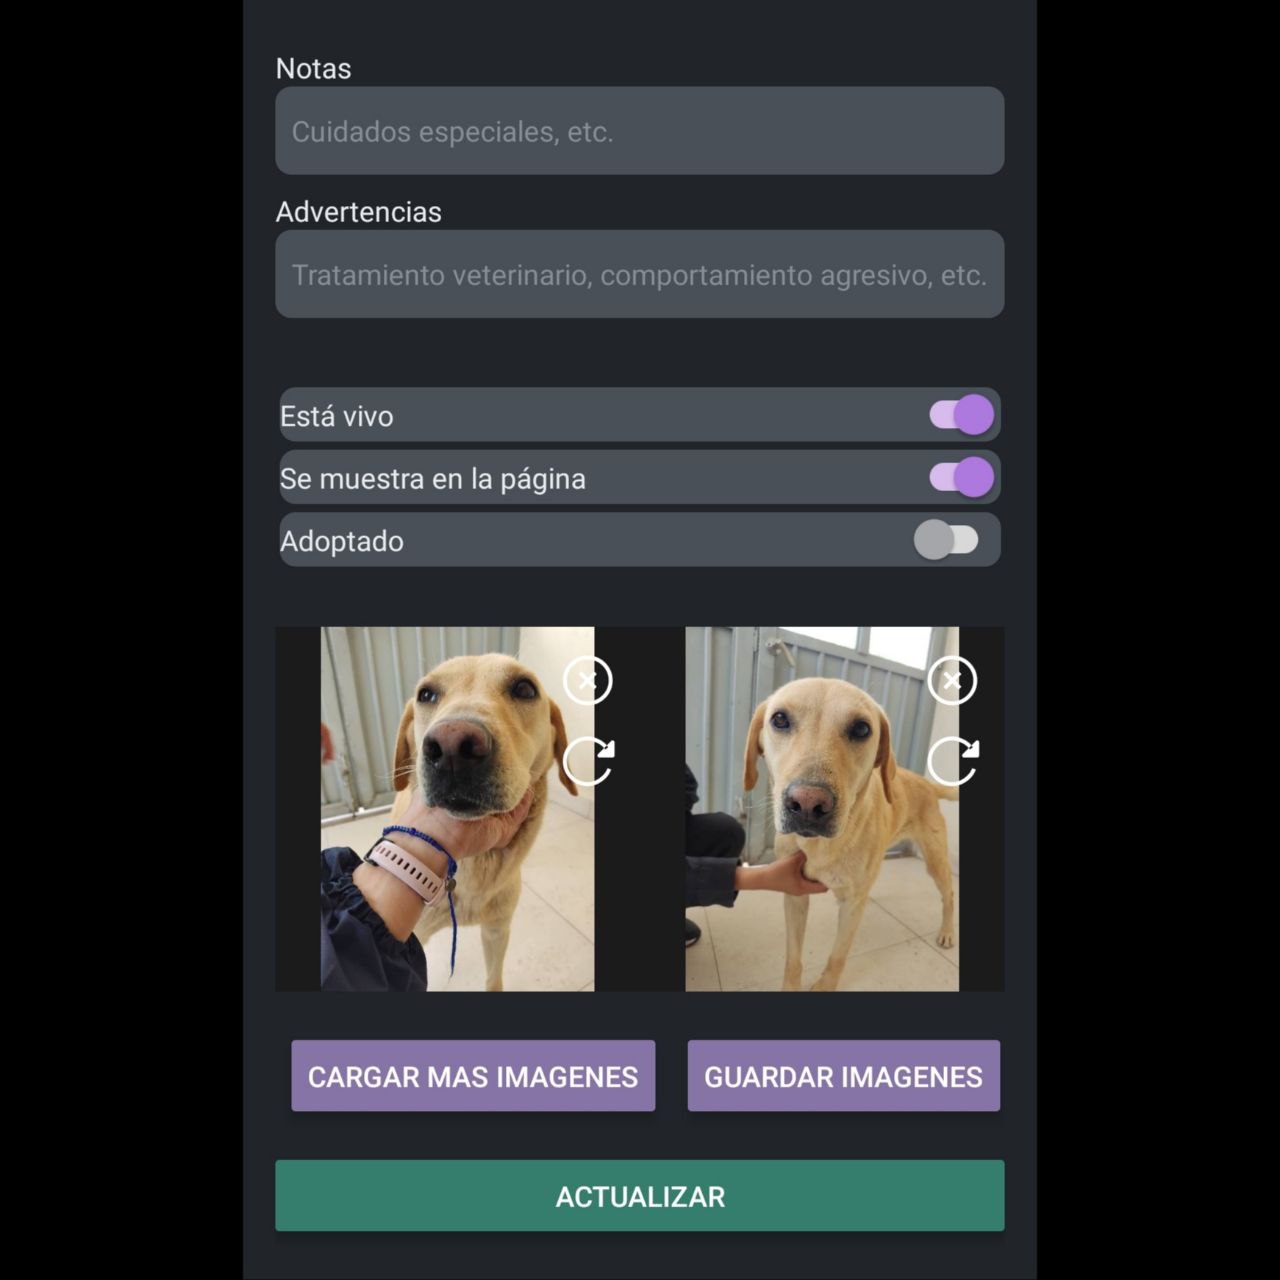 Notas
Cuidados especiales, etc.
Advertencias
Tratamiento veterinario, comportamiento agresivo, etc.
Está vivo
Se muestra en la página
Adoptado
CARGAR MAS IMAGENES
GUARDAR IMAGENES
ACTUALIZAR